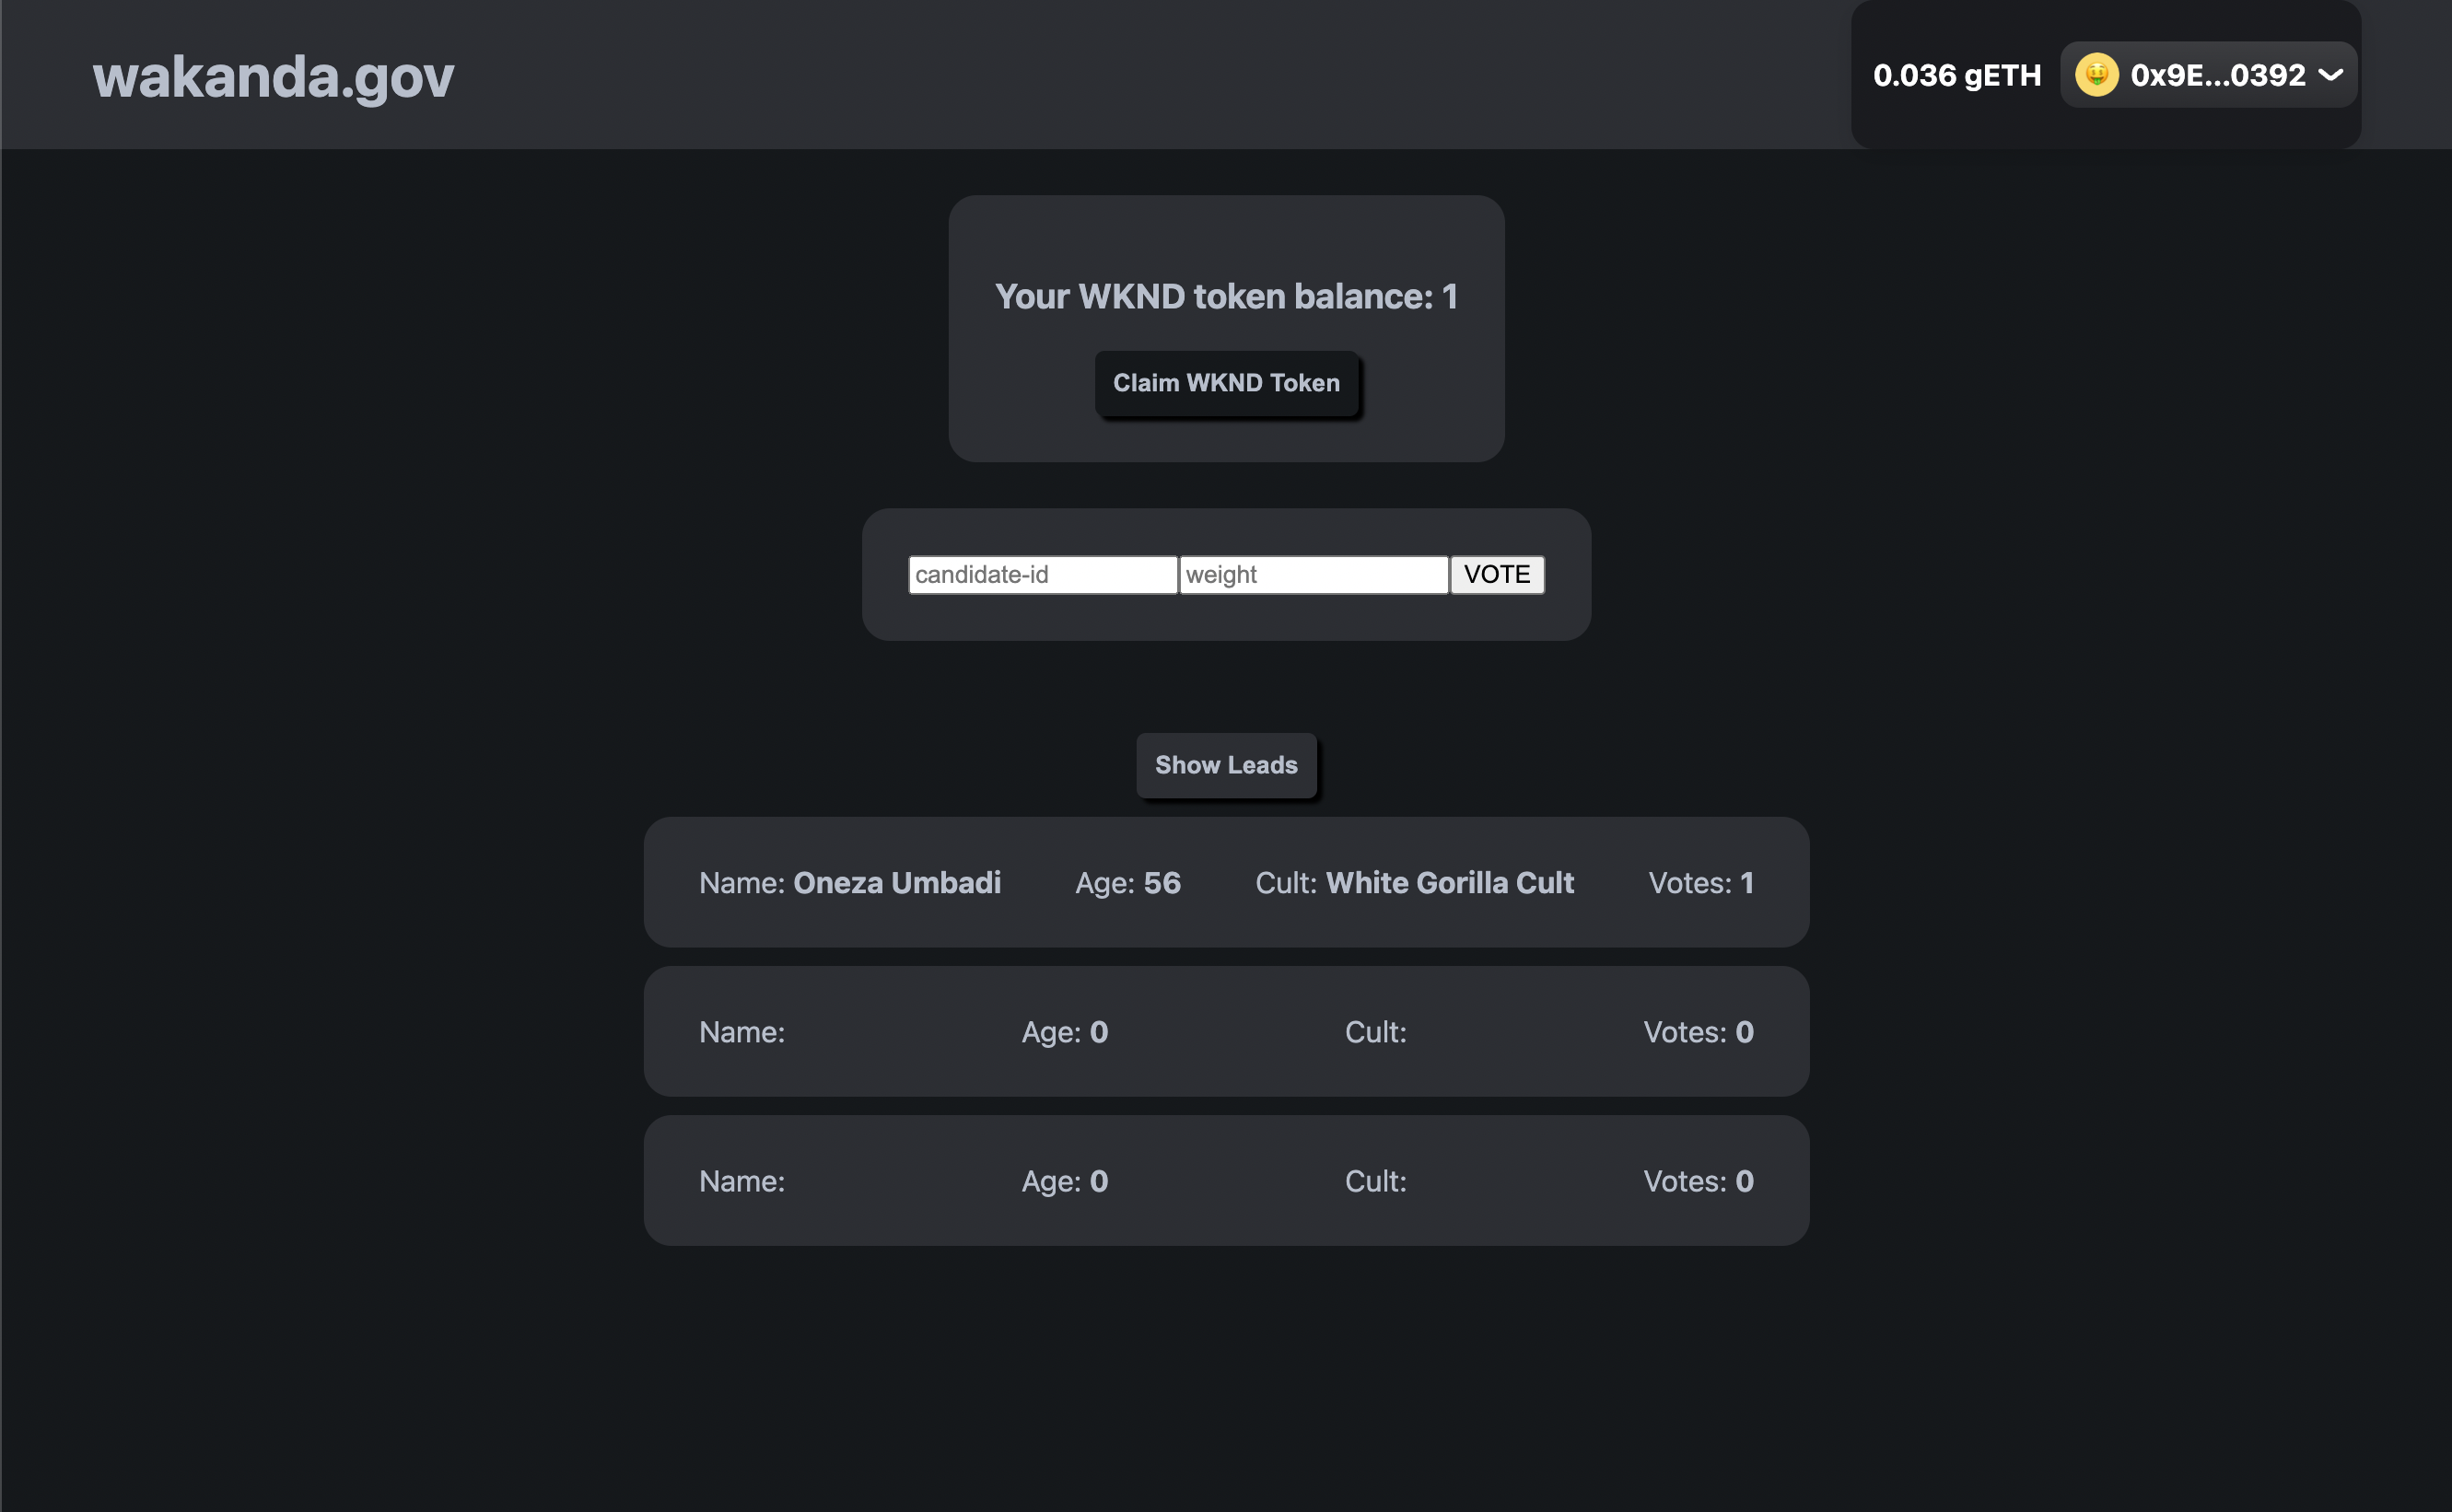 wakanda.gov
0.036 gETH 0x9E...0392
Your WKND token balance: 1
Claim WKND Token
candidate-id weight VOTE
Show Leads
Name: Oneza Umbadi Age: 56 Cult: White Gorilla Cult Votes: 1
Name: Age: 0 Cult: Votes: 0
Name: Age: 0 Cult: Votes: 0